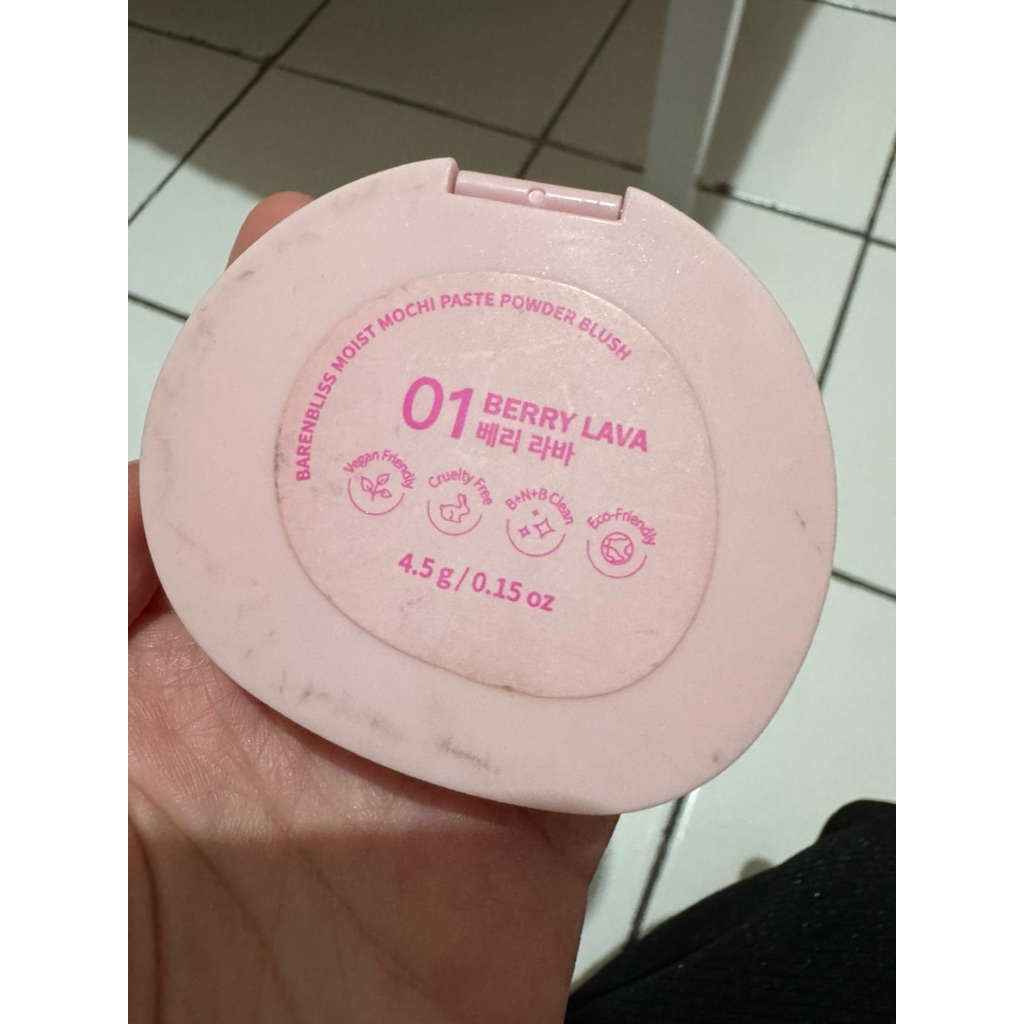 BARENBLISS MOIST MOCHI PASTE POWDER BLUSH
01 BERRY LAVA
베리 라바
Vegan Friendly
Cruelty Free
B+N+B Clean
Eco-Friendly
4.5 g / 0.15 oz